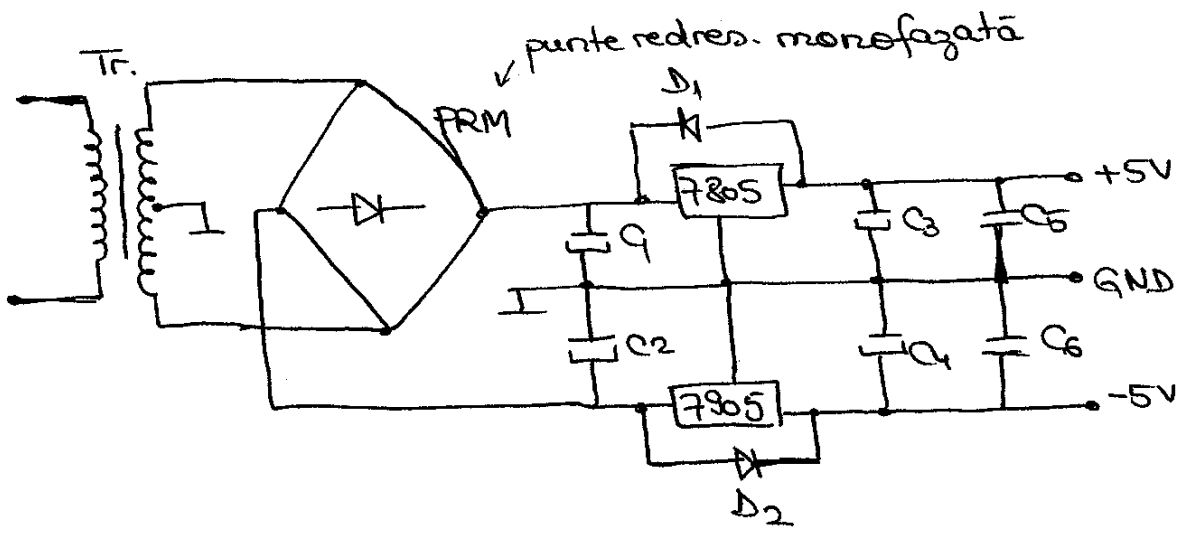 punte redres. monofazată
Tr.
PRM
D1
7805
+5V
C1
C3
C5
GND
C2
C4
C6
7905
-5V
D2